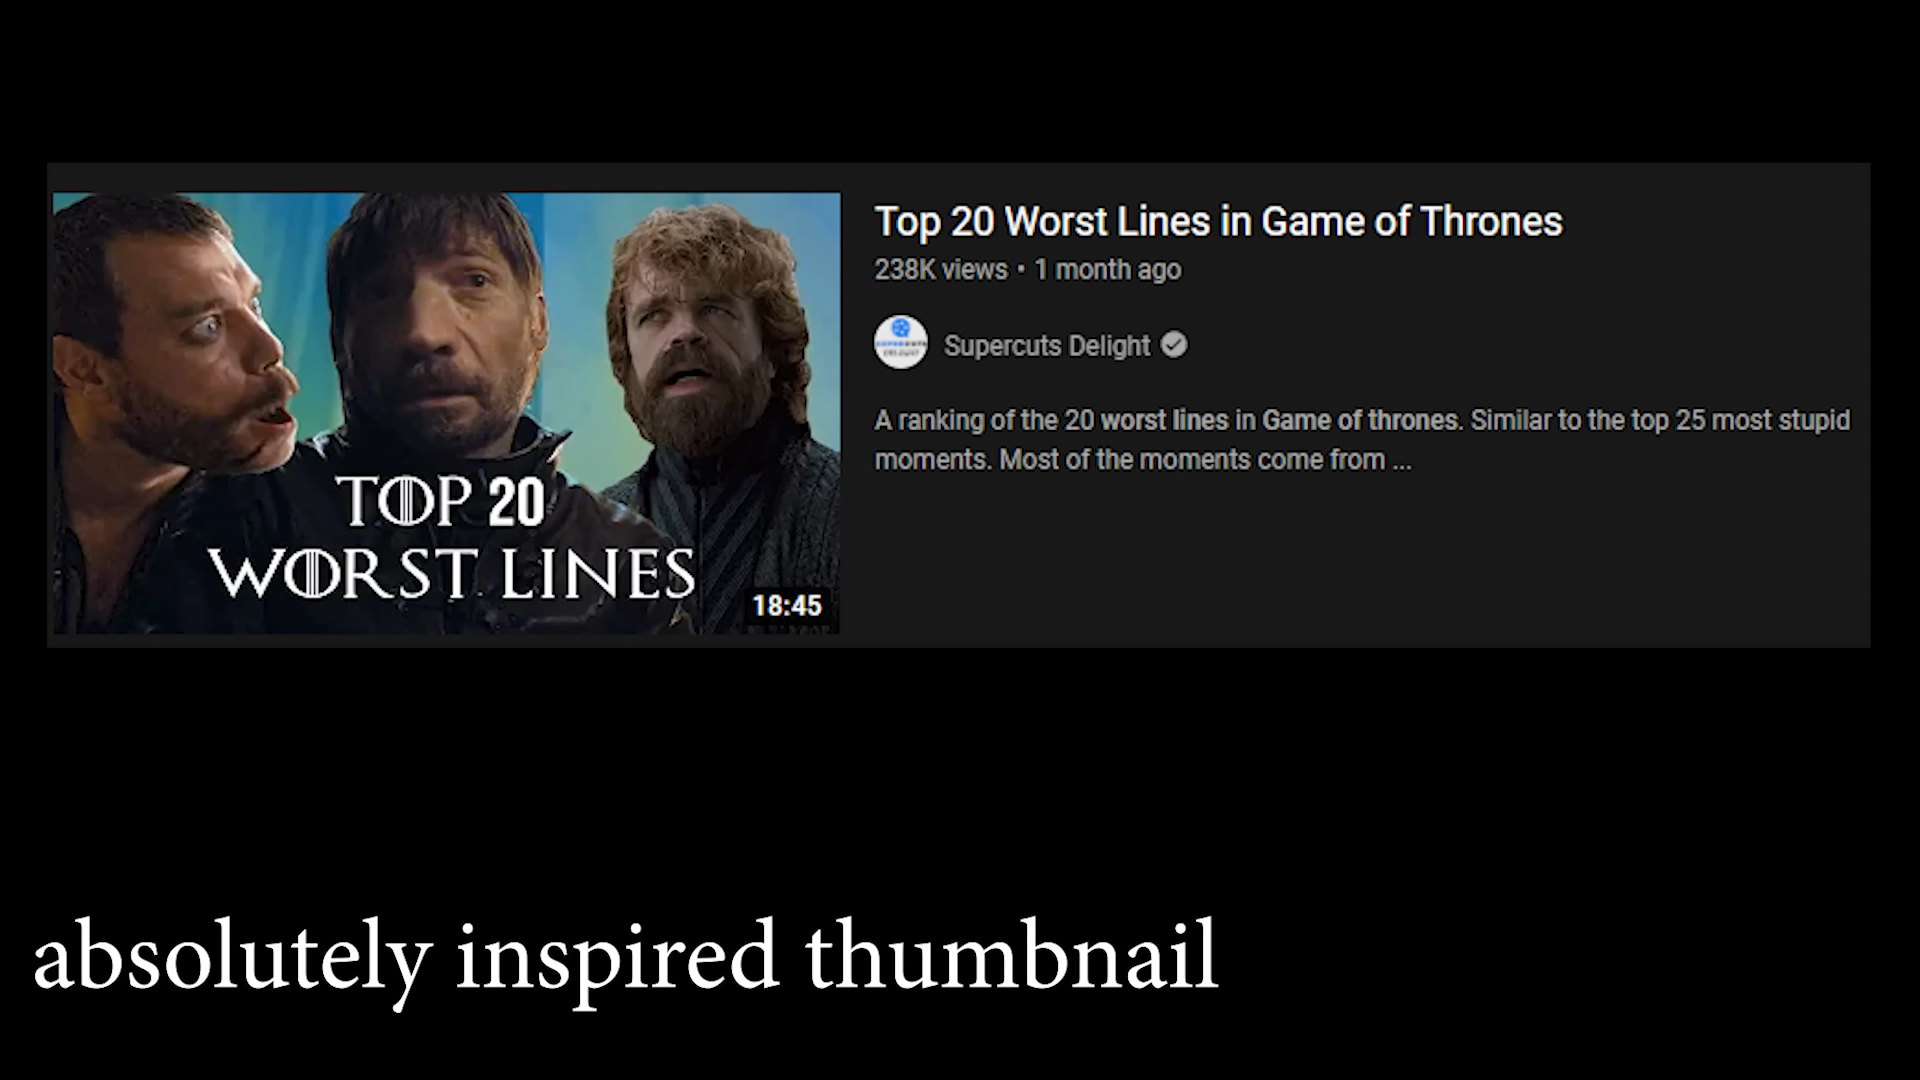 TOP 20
WORST LINES
18:45
Top 20 Worst Lines in Game of Thrones
238K views • 1 month ago
Supercuts Delight
A ranking of the 20 worst lines in Game of thrones. Similar to the top 25 most stupid
moments. Most of the moments come from ...
absolutely inspired thumbnail